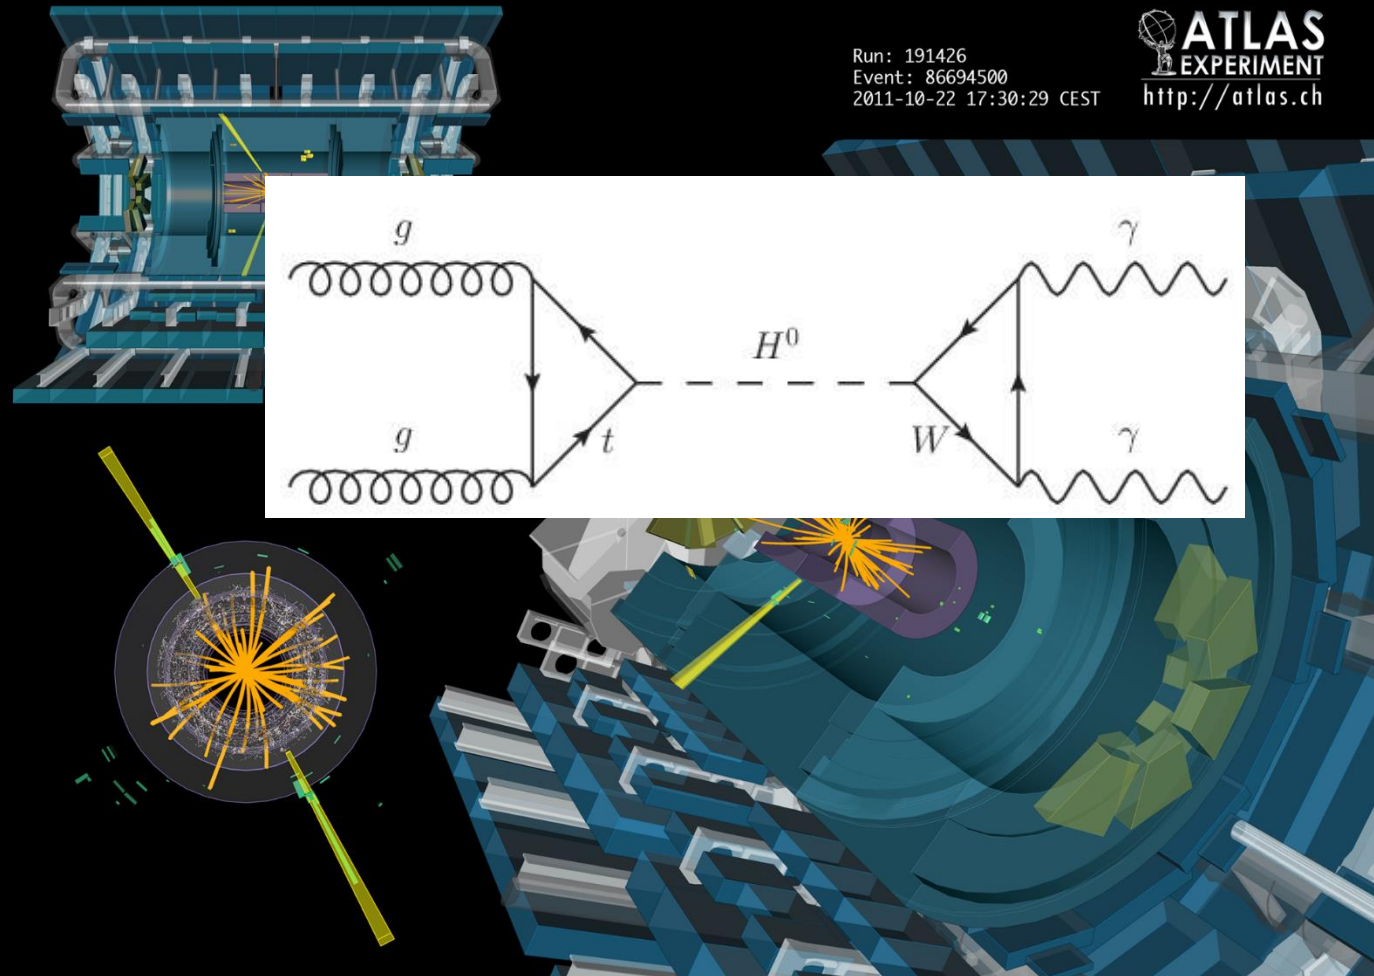 Run: 191426
Event: 86694500
2011-10-22 17:30:29 CEST
ATLAS
EXPERIMENT
http://atlas.ch
g
γ
H⁰
g
t
W
γ